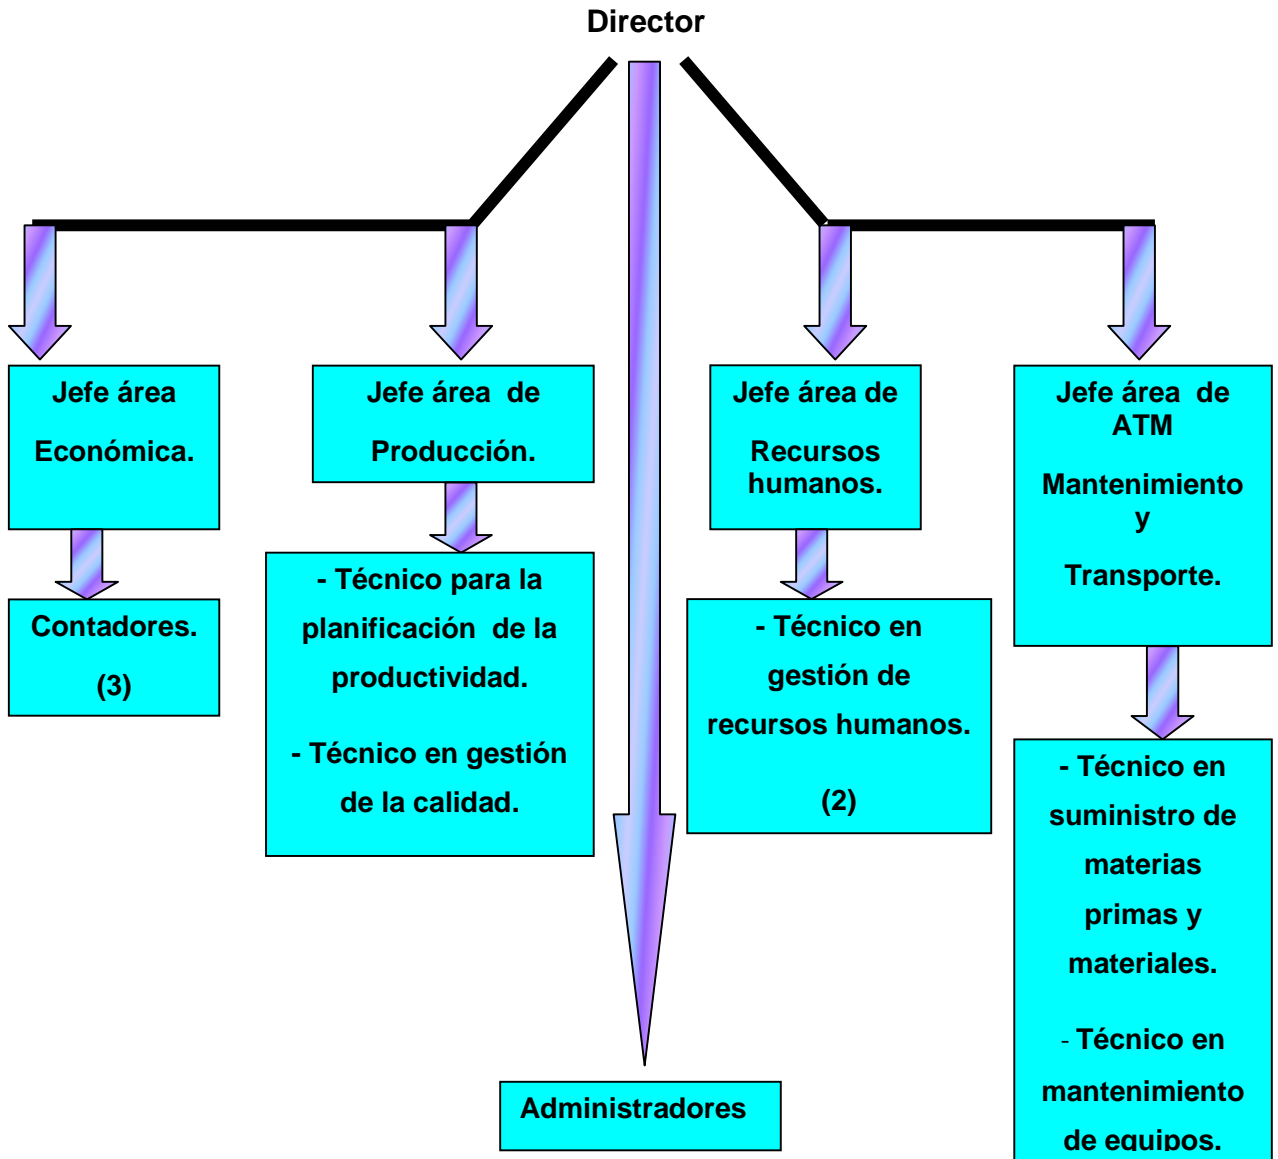 Director
Jefe área
Económica.
Contadores.
(3)
Jefe área  de
Producción.
- Técnico para la
planificación  de la
productividad.
- Técnico en gestión
de la calidad.
Jefe área de
Recursos
humanos.
- Técnico en
gestión de
recursos humanos.
(2)
Jefe área  de
ATM
Mantenimiento
y
Transporte.
- Técnico en
suministro de
materias
primas y
materiales.
- Técnico en
mantenimiento
de equipos.
Administradores